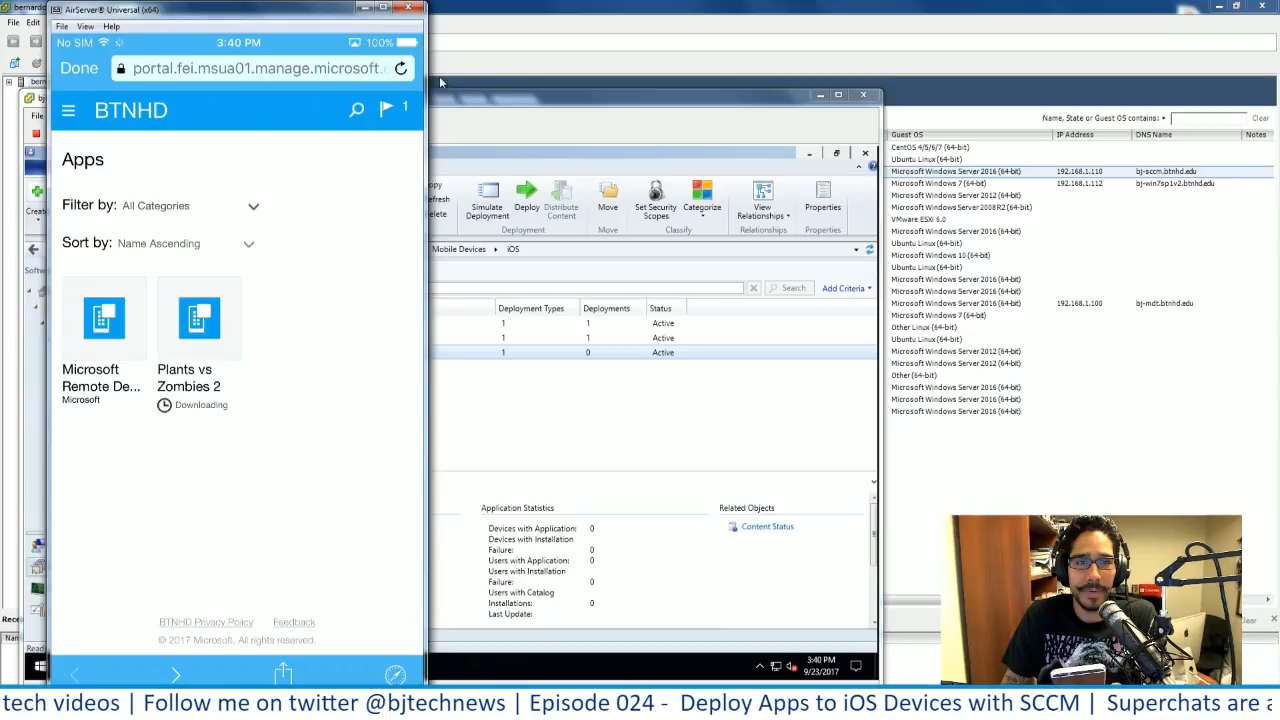 bernardo
AirServer® Universal (x64)
File Edit
File View Help
No SIM 3:40 PM 100%
Done portal.fei.msua01.manage.microsoft.
BTNHD 1
Apps
Filter by: All Categories
Sort by: Name Ascending
Microsoft Remote De...
Microsoft
Plants vs Zombies 2
Downloading
BTNHD Privacy Policy Feedback
© 2017 Microsoft. All rights reserved.
File
Create
Softw
Read
Rece
Nam
opy
efresh
elete
Simulate Deployment
Deploy
Distribute Content
Move
Set Security Scopes
Categorize
View Relationships
Properties
Deployment Move Classify Relationships Properties
Mobile Devices iOS
Search Add Criteria
Deployment Types Deployments Status
1 1 Active
1 1 Active
1 0 Active
Application Statistics
Devices with Application: 0
Devices with Installation Failure: 0
Users with Application: 0
Users with Installation Failure: 0
Users with Catalog Installations: 0
Last Update:
Related Objects
Content Status
3:40 PM
9/23/2017
Name, State or Guest OS contains: Clear
Guest OS IP Address DNS Name Notes
CentOS 4/5/6/7 (64-bit)
Ubuntu Linux (64-bit)
Microsoft Windows Server 2016 (64-bit) 192.168.1.110 bj-sccm.btnhd.edu
Microsoft Windows 7 (64-bit) 192.168.1.112 bj-win7sp1v2.btnhd.edu
Microsoft Windows Server 2012 (64-bit)
Microsoft Windows Server 2008R2 (64-bit)
VMware ESXi 6.0
Microsoft Windows Server 2016 (64-bit)
Ubuntu Linux (64-bit)
Microsoft Windows 10 (64-bit)
Ubuntu Linux (64-bit)
Microsoft Windows Server 2016 (64-bit)
Microsoft Windows Server 2016 (64-bit)
Microsoft Windows Server 2016 (64-bit) 192.168.1.100 bj-mdt.btnhd.edu
Microsoft Windows 7 (64-bit)
Other Linux (64-bit)
Ubuntu Linux (64-bit)
Microsoft Windows Server 2012 (64-bit)
Microsoft Windows Server 2012 (64-bit)
Other (64-bit)
Microsoft Windows Server 2016 (64-bit)
Microsoft Windows Server 2016 (64-bit)
Microsoft Windows Server 2016 (64-bit)
tech videos | Follow me on twitter @bjtechnews | Episode 024 - Deploy Apps to iOS Devices with SCCM | Superchats are a